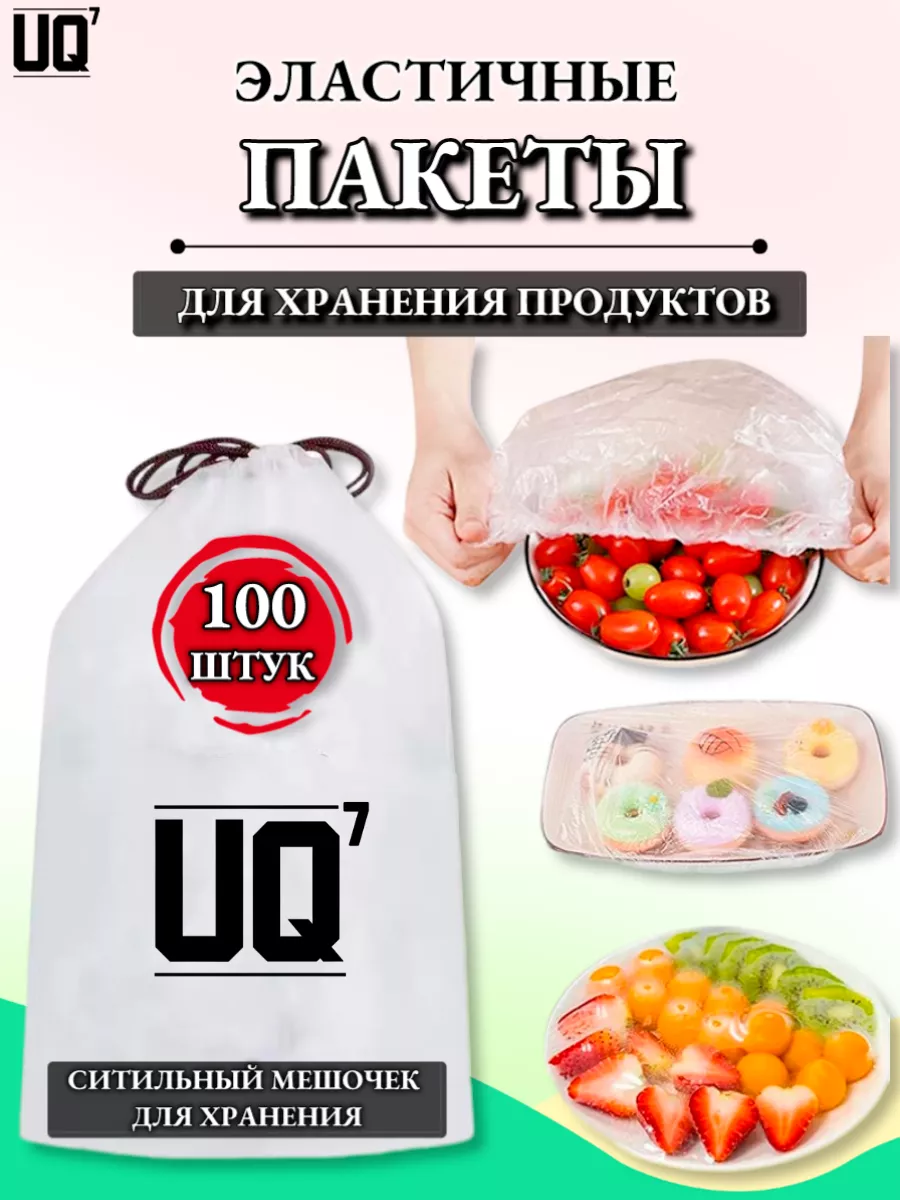 UQ7
ЭЛАСТИЧНЫЕ
ПАКЕТЫ
ДЛЯ ХРАНЕНИЯ ПРОДУКТОВ
100
ШТУК
UQ7
СИТИЛЬНЫЙ МЕШОЧЕК
ДЛЯ ХРАНЕНИЯ